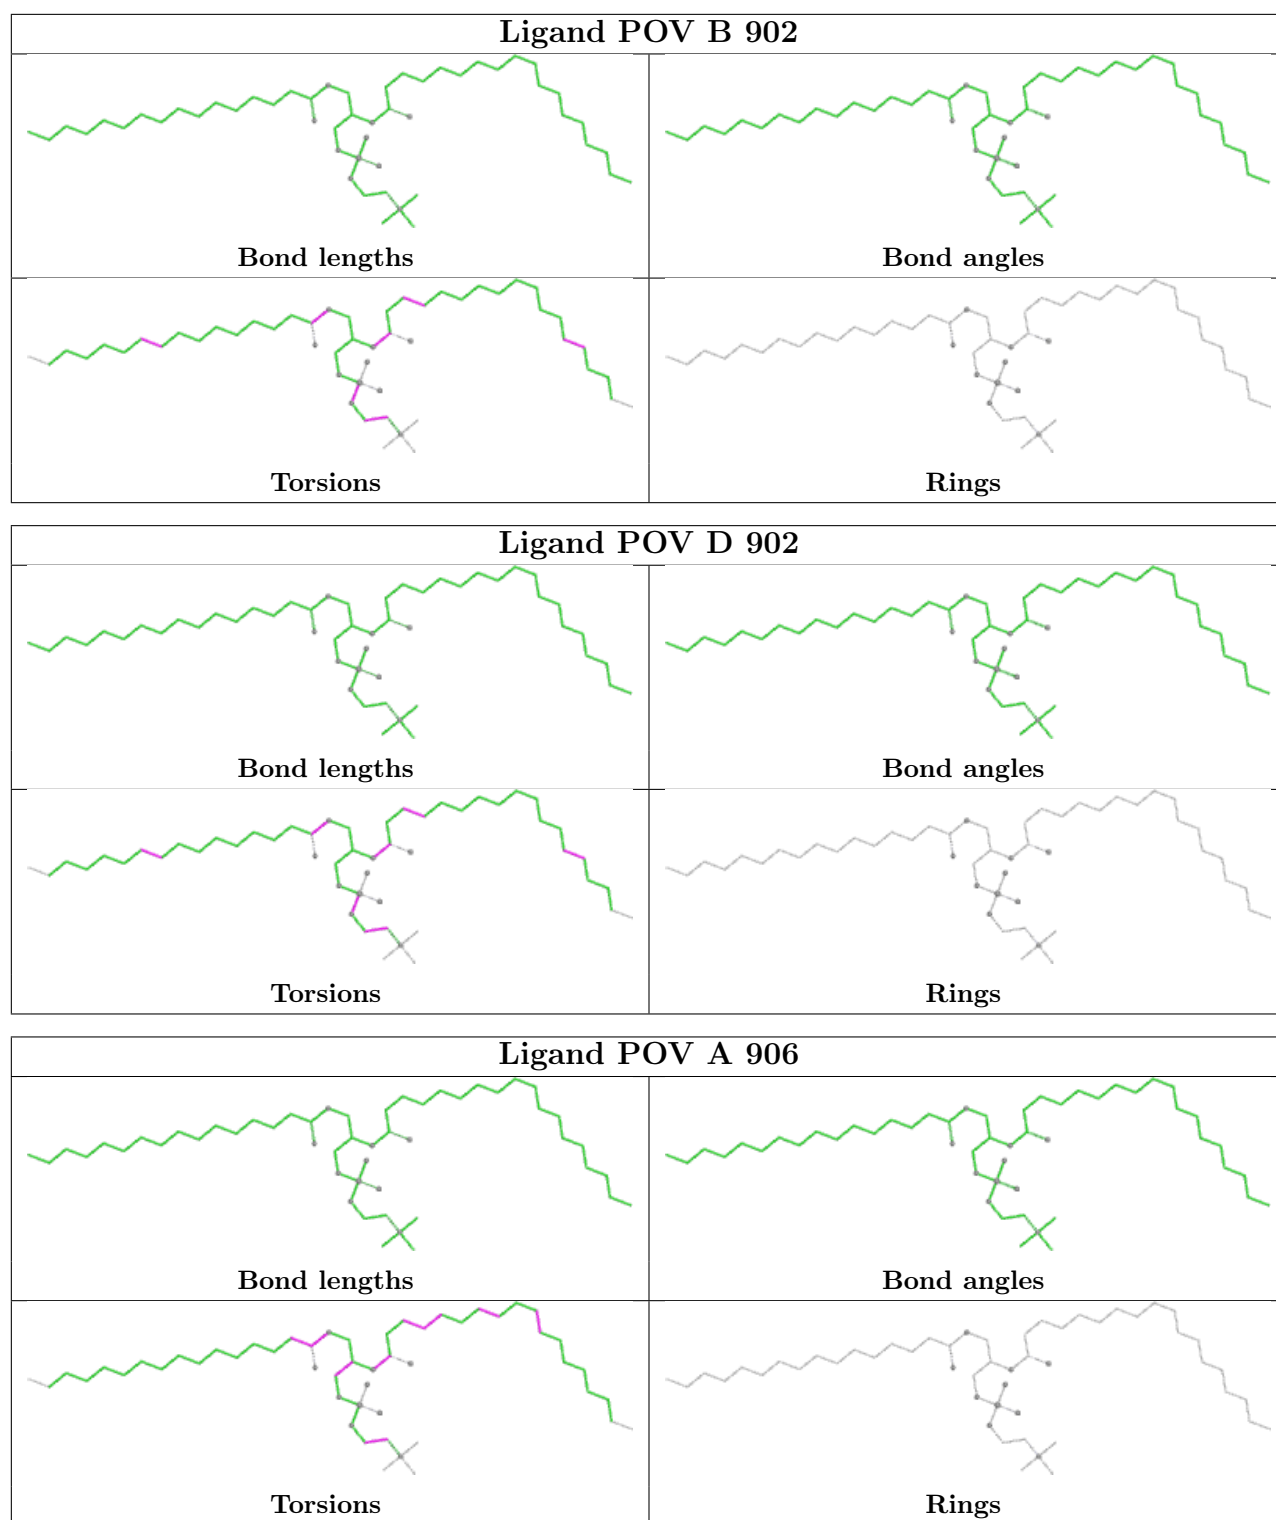 Ligand POV B 902
Bond lengths
Bond angles
Torsions
Rings
Ligand POV D 902
Bond lengths
Bond angles
Torsions
Rings
Ligand POV A 906
Bond lengths
Bond angles
Torsions
Rings